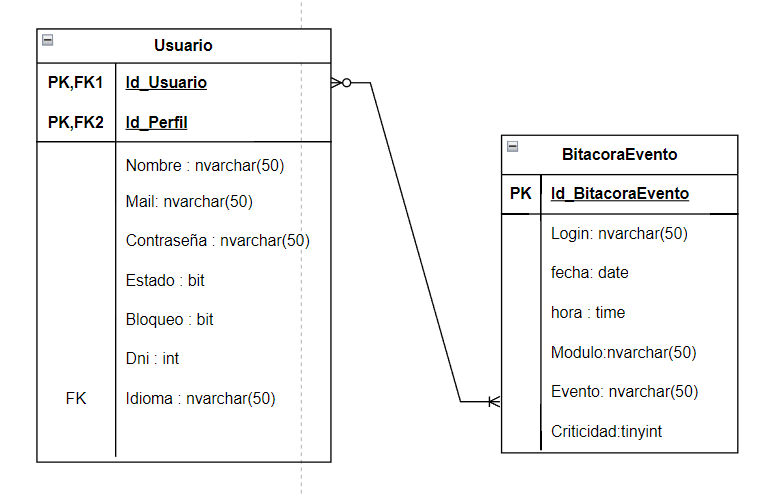 Usuario
PK,FK1 Id_Usuario
PK,FK2 Id_Perfil
Nombre : nvarchar(50)
Mail: nvarchar(50)
Contraseña : nvarchar(50)
Estado : bit
Bloqueo : bit
Dni : int
FK Idioma : nvarchar(50)
BitacoraEvento
PK Id_BitacoraEvento
Login: nvarchar(50)
fecha: date
hora : time
Modulo:nvarchar(50)
Evento: nvarchar(50)
Criticidad:tinyint